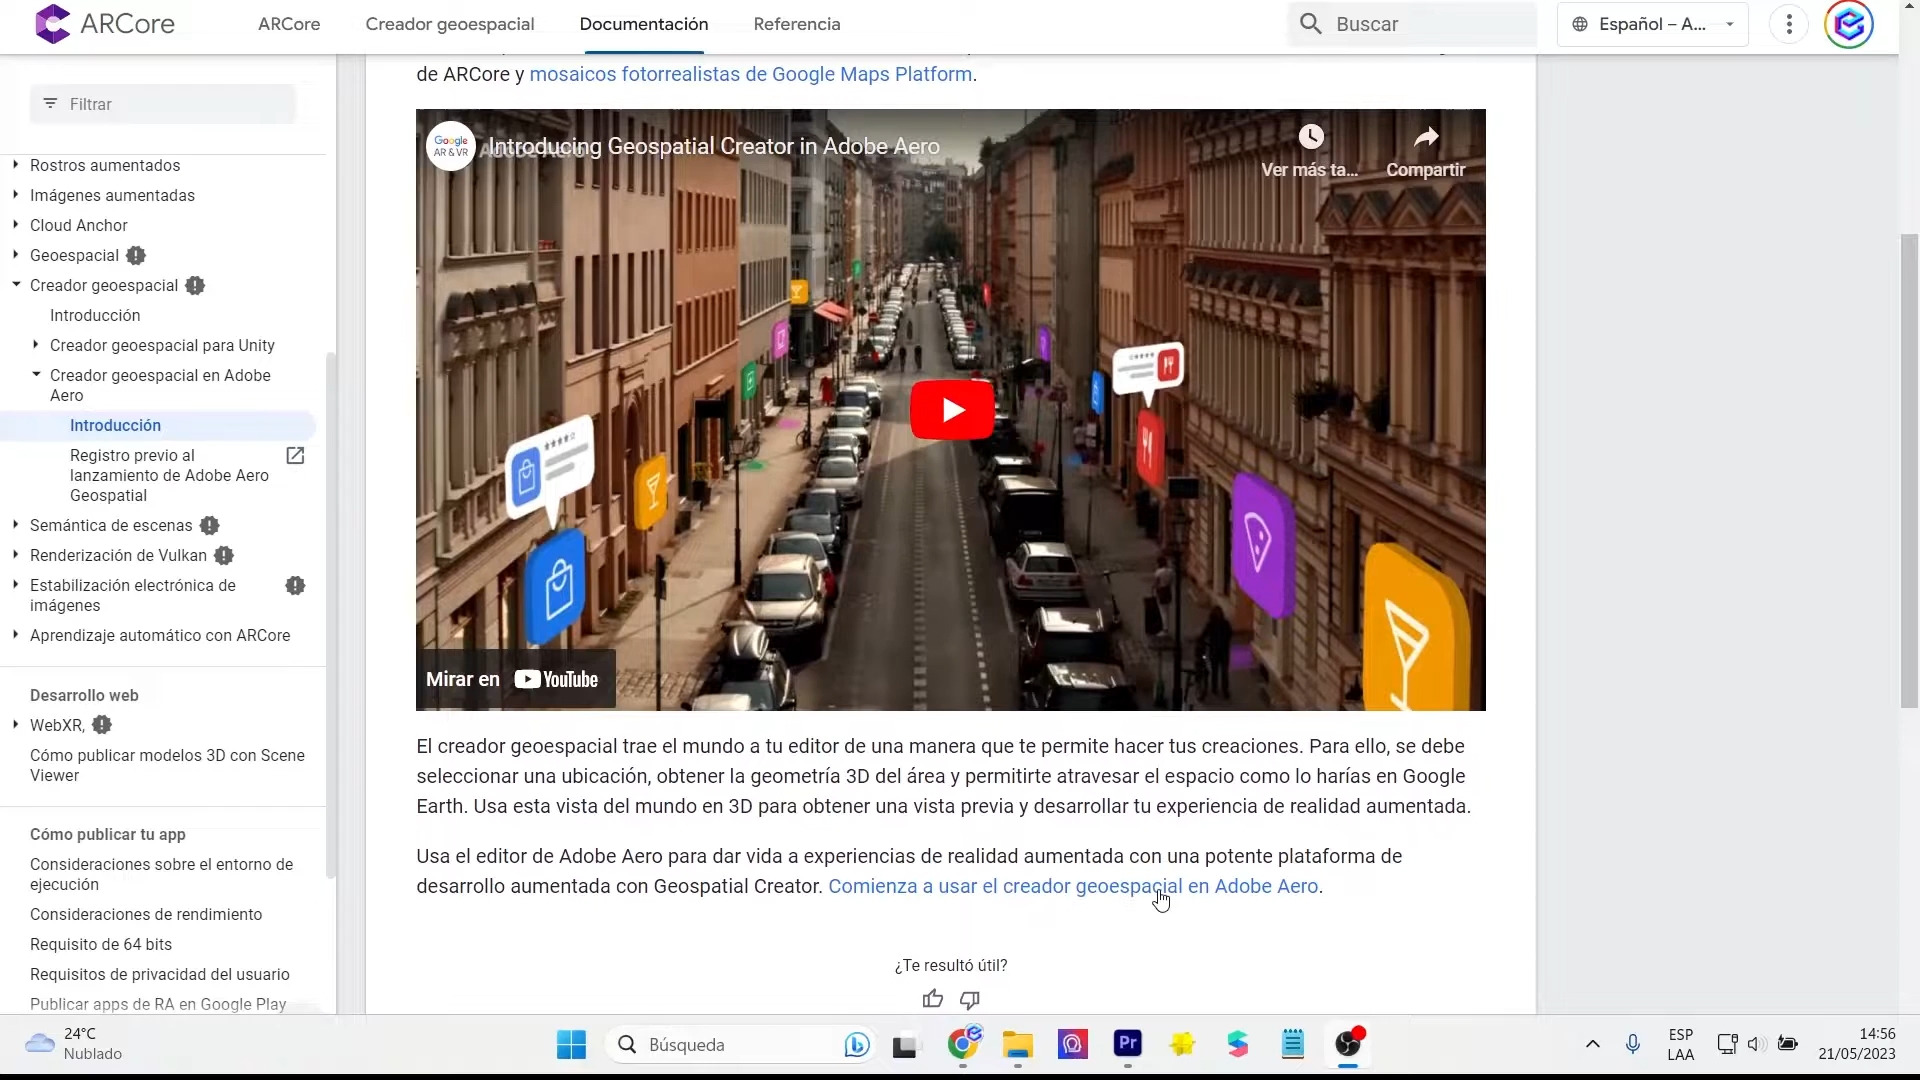 ARCore
ARCore
Creador geoespacial
Documentación
Referencia
Buscar
Español – A...
Filtrar
Rostros aumentados
Imágenes aumentadas
Cloud Anchor
Geoespacial
Creador geoespacial
Introducción
Creador geoespacial para Unity
Creador geoespacial en Adobe
Aero
Introducción
Registro previo al
lanzamiento de Adobe Aero
Geospatial
Semántica de escenas
Renderización de Vulkan
Estabilización electrónica de
imágenes
Aprendizaje automático con ARCore
Desarrollo web
WebXR,
Cómo publicar modelos 3D con Scene
Viewer
Cómo publicar tu app
Consideraciones sobre el entorno de
ejecución
Consideraciones de rendimiento
Requisito de 64 bits
Requisitos de privacidad del usuario
Publicar apps de RA en Google Play
de ARCore y mosaicos fotorrealistas de Google Maps Platform.
Google
AR & VR
Introducing Geospatial Creator in Adobe Aero
Ver más ta...
Compartir
Mirar en YouTube
El creador geoespacial trae el mundo a tu editor de una manera que te permite hacer tus creaciones. Para ello, se debe
seleccionar una ubicación, obtener la geometría 3D del área y permitirte atravesar el espacio como lo harías en Google
Earth. Usa esta vista del mundo en 3D para obtener una vista previa y desarrollar tu experiencia de realidad aumentada.
Usa el editor de Adobe Aero para dar vida a experiencias de realidad aumentada con una potente plataforma de
desarrollo aumentada con Geospatial Creator. Comienza a usar el creador geoespacial en Adobe Aero.
¿Te resultó útil?
24°C
Nublado
Búsqueda
Pr
ESP
LAA
14:56
21/05/2023